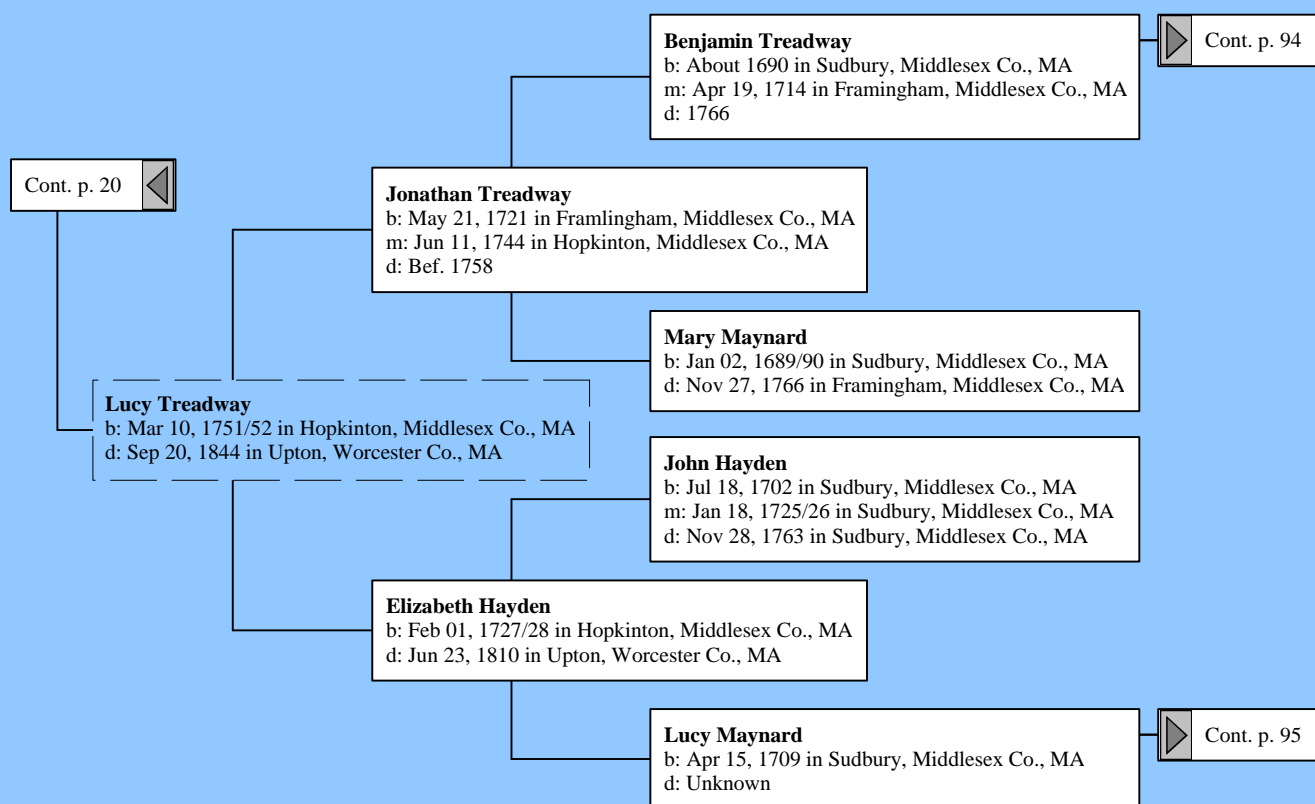 Benjamin Treadway
b: About 1690 in Sudbury, Middlesex Co., MA
m: Apr 19, 1714 in Framingham, Middlesex Co., MA
d: 1766
Cont. p. 94
Cont. p. 20
Jonathan Treadway
b: May 21, 1721 in Framlingham, Middlesex Co., MA
m: Jun 11, 1744 in Hopkinton, Middlesex Co., MA
d: Bef. 1758
Mary Maynard
b: Jan 02, 1689/90 in Sudbury, Middlesex Co., MA
d: Nov 27, 1766 in Framingham, Middlesex Co., MA
Lucy Treadway
b: Mar 10, 1751/52 in Hopkinton, Middlesex Co., MA
d: Sep 20, 1844 in Upton, Worcester Co., MA
John Hayden
b: Jul 18, 1702 in Sudbury, Middlesex Co., MA
m: Jan 18, 1725/26 in Sudbury, Middlesex Co., MA
d: Nov 28, 1763 in Sudbury, Middlesex Co., MA
Elizabeth Hayden
b: Feb 01, 1727/28 in Hopkinton, Middlesex Co., MA
d: Jun 23, 1810 in Upton, Worcester Co., MA
Lucy Maynard
b: Apr 15, 1709 in Sudbury, Middlesex Co., MA
d: Unknown
Cont. p. 95